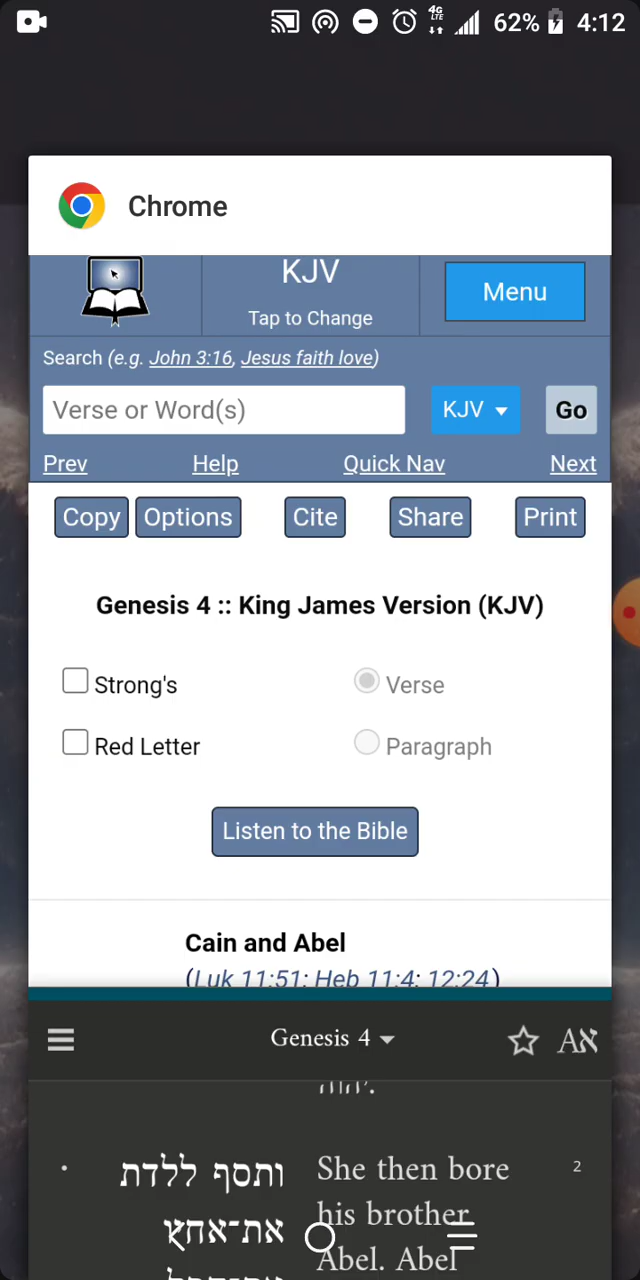 4G
LTE
62% 4:12
Chrome
KJV
Tap to Change
Menu
Search (e.g. John 3:16, Jesus faith love)
Verse or Word(s)
KJV
Go
Prev
Help
Quick Nav
Next
Copy
Options
Cite
Share
Print
Genesis 4 :: King James Version (KJV)
Strong's
Verse
Red Letter
Paragraph
Listen to the Bible
Cain and Abel
(Luk 11:51; Heb 11:4; 12:24)
Genesis 4
Aא
ותסף ללדת
את־אחיו
She then bore
his brother
Abel. Abel
2